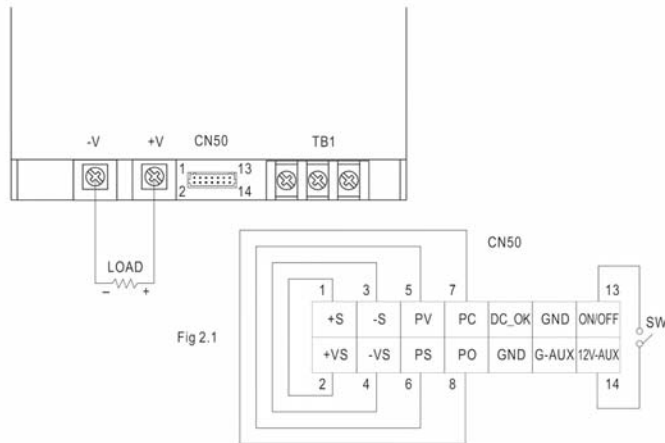 -V +V CN50 TB1
1 13
2 14
LOAD
– +
CN50
1 3 5 7 13
+S -S PV PC DC_OK GND ON/OFF
SW
Fig 2.1
+VS -VS PS PO GND G-AUX 12V-AUX
2 4 6 8 14